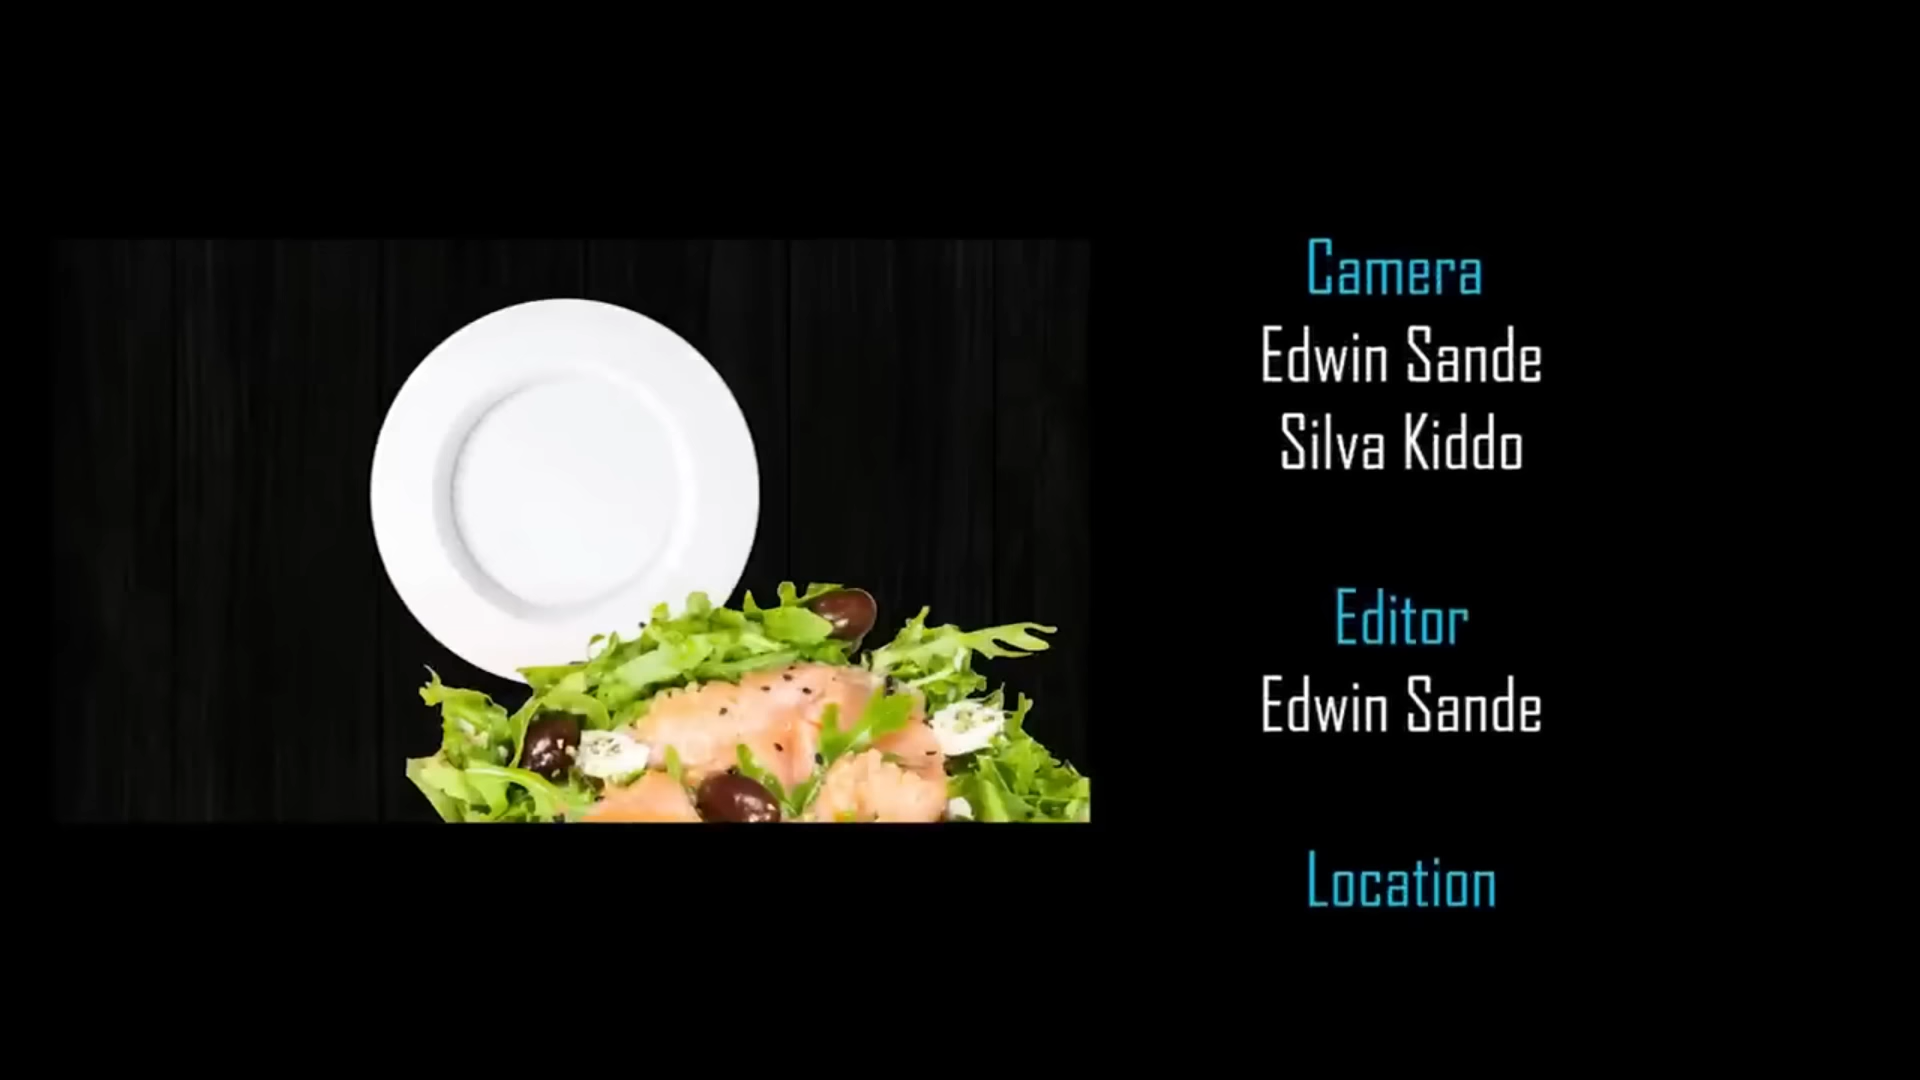 Camera
Edwin Sande
Silva Kiddo
Editor
Edwin Sande
Location